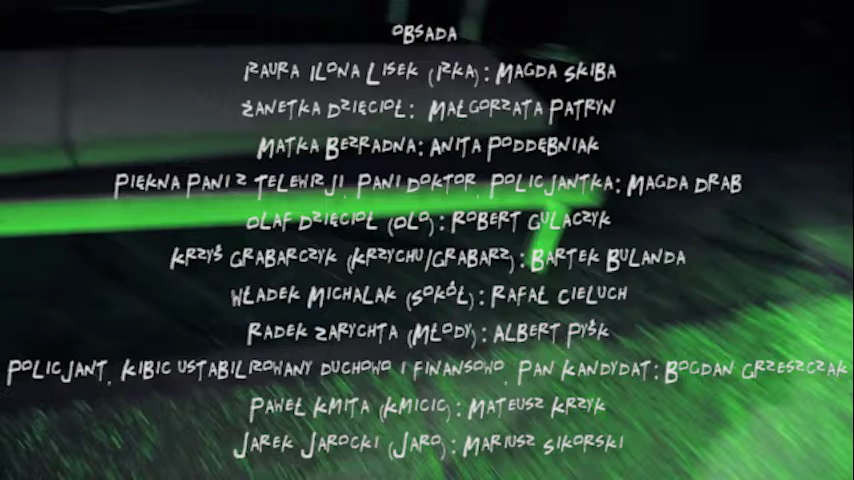 OBSADA
RAURA ILONA LISEK (IZKA): MAGDA SKIBA
ŻANETKA DZIĘCIOŁ: MAŁGORZATA PATRYN
MATKA BEZRADNA: ANITA PODDĘBNIAK
PIĘKNA PANI Z TELEWIZJI, PANI DOKTOR, POLICJANTKA: MAGDA DRAB
OLAF DZIĘCIOŁ (OLO): ROBERT GULACZYK
KRZYŚ GRABARCZYK (KRZYCHU/GRABARZ): BARTEK BULANDA
WŁADEK MICHALAK (SOKÓŁ): RAFAŁ CIELUCH
RADEK ZARYCHTA (MŁODY): ALBERT PYŚK
POLICJANT, KIBIC USTABILIZOWANY DUCHOWO I FINANSOWO, PAN KANDYDAT: BOGDAN GRZESZCZAK
PAWEŁ KMITA (KMICIC): MATEUSZ KRZYK
JAREK JAROCKI (JARO): MARIUSZ SIKORSKI